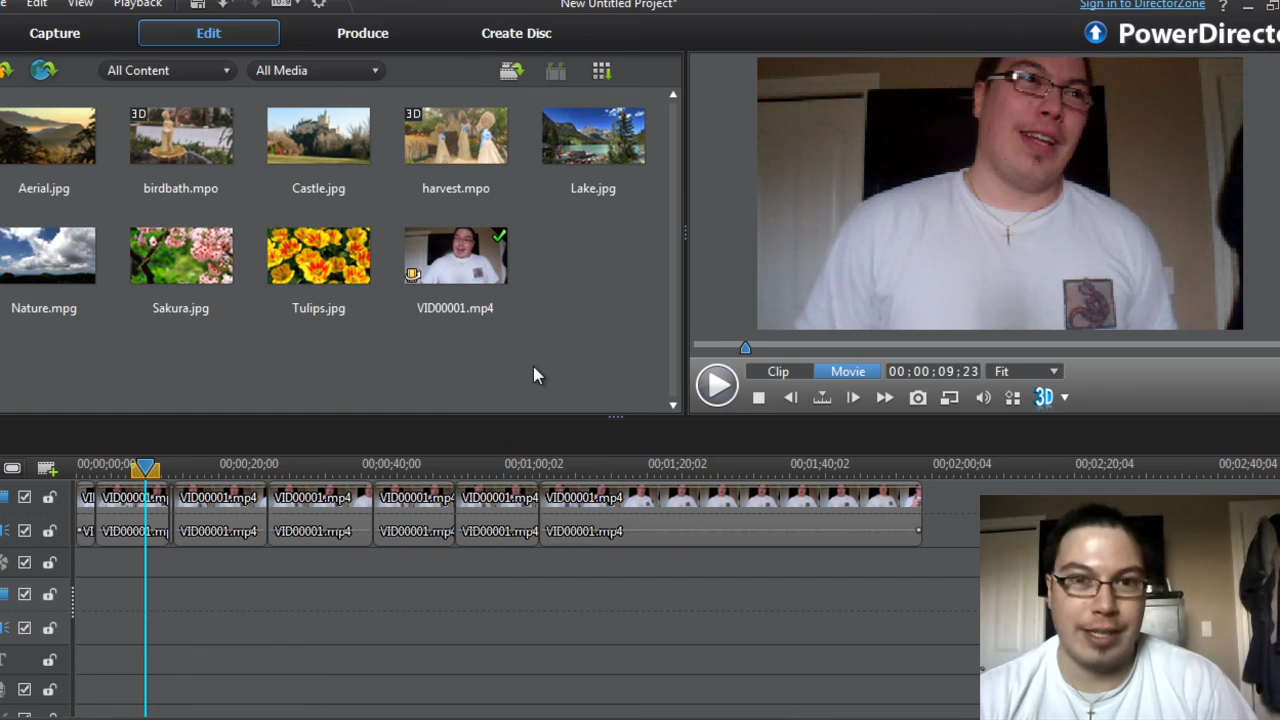 Edit View Playback New Untitled Project* Sign in to DirectorZone ?
Capture Edit Produce Create Disc PowerDirecto
All Content All Media
3D 3D
Aerial.jpg birdbath.mpo Castle.jpg harvest.mpo Lake.jpg
Nature.mpg Sakura.jpg Tulips.jpg VID00001.mp4
Clip Movie 00;00;09;23 Fit
3D
00;00;00;00 00;00;20;00 00;00;40;00 00;01;00;02 00;01;20;02 00;01;40;02 00;02;00;04 00;02;20;04 00;02;40;04
VI VID00001.m VID00001.mp4 VID00001.mp4 VID00001.mp4 VID00001.mp4 VID00001.mp4
VI VID00001.m VID00001.mp4 VID00001.mp4 VID00001.mp4 VID00001.mp4 VID00001.mp4